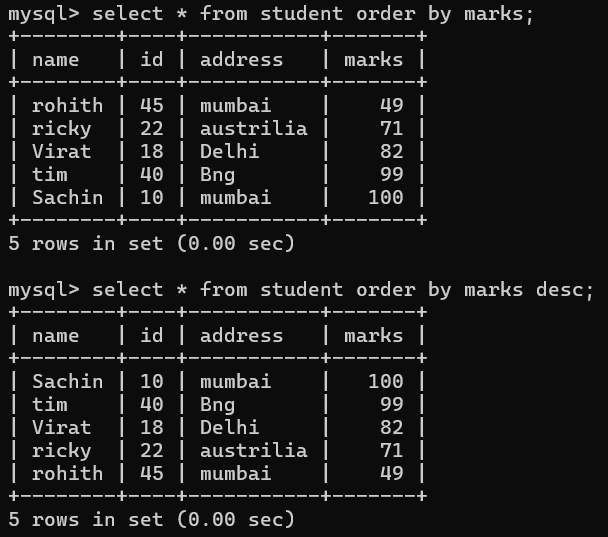 mysql> select * from student order by marks;
+---------+----+-----------+-------+
| name    | id | address   | marks |
+---------+----+-----------+-------+
| rohith  | 45 | mumbai    |    49 |
| ricky   | 22 | austrilia |    71 |
| Virat   | 18 | Delhi     |    82 |
| tim     | 40 | Bng       |    99 |
| Sachin  | 10 | mumbai    |   100 |
+---------+----+-----------+-------+
5 rows in set (0.00 sec)

mysql> select * from student order by marks desc;
+---------+----+-----------+-------+
| name    | id | address   | marks |
+---------+----+-----------+-------+
| Sachin  | 10 | mumbai    |   100 |
| tim     | 40 | Bng       |    99 |
| Virat   | 18 | Delhi     |    82 |
| ricky   | 22 | austrilia |    71 |
| rohith  | 45 | mumbai    |    49 |
+---------+----+-----------+-------+
5 rows in set (0.00 sec)